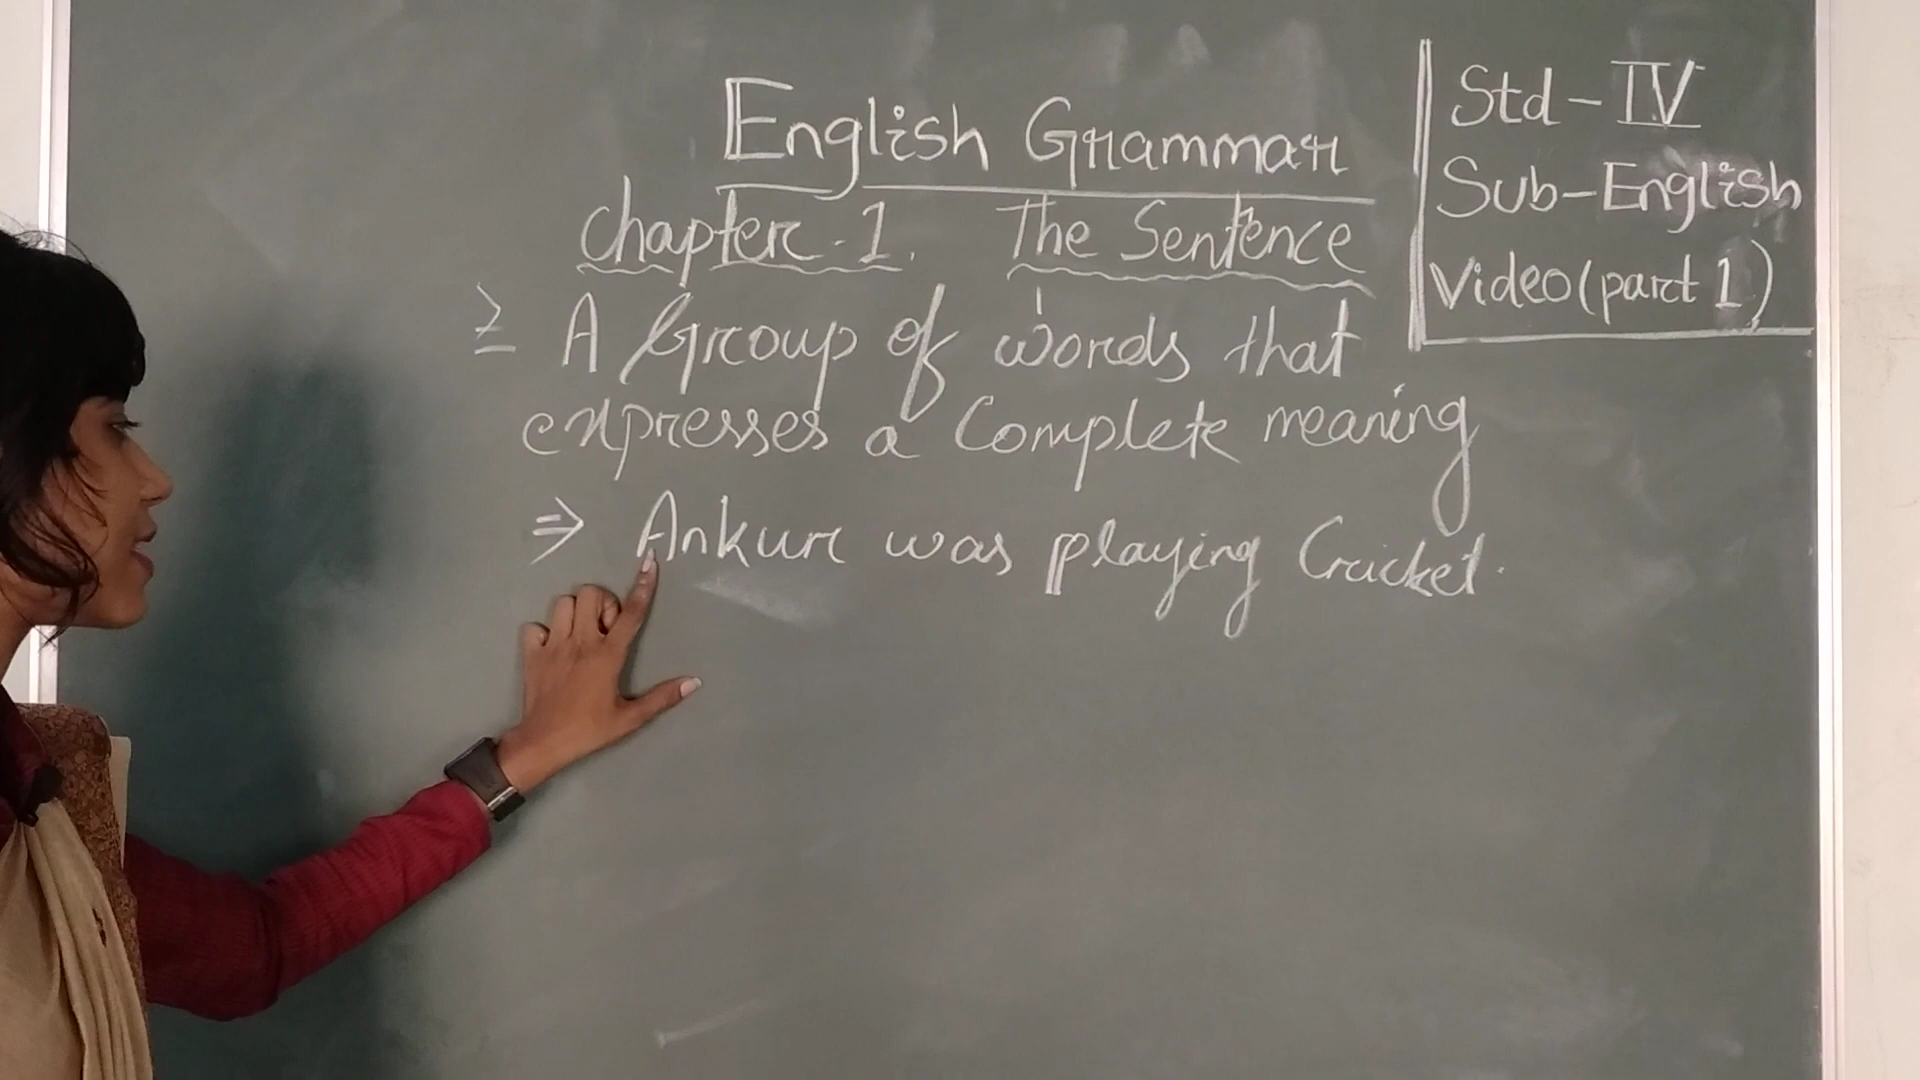 English Grammar
Chapter-1. The Sentence
A Group of words that
expresses a Complete meaning
⇒ Ankur was playing Cricket.
Std-IV
Sub-English
Video(part 1)